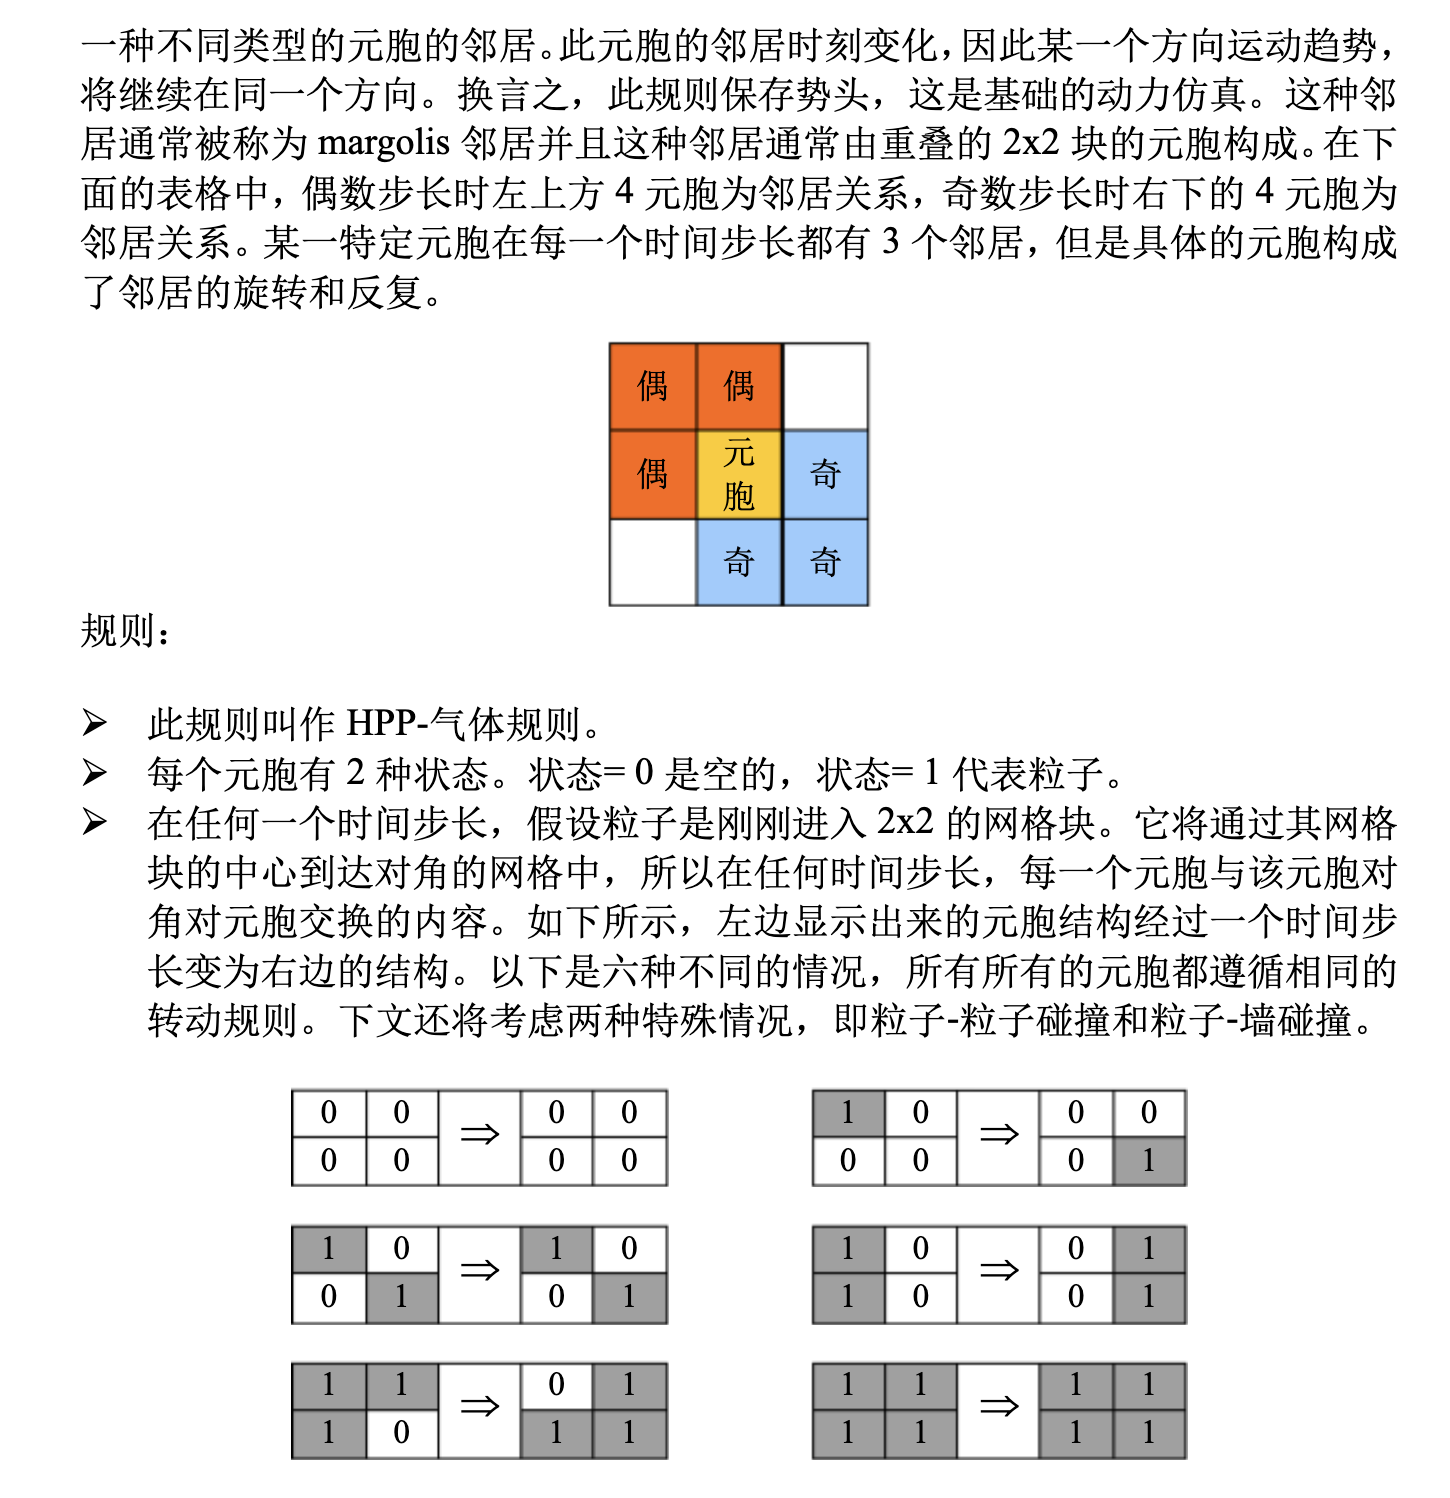 一种不同类型的元胞的邻居。此元胞的邻居时刻变化，因此某一个方向运动趋势，
将继续在同一个方向。换言之，此规则保存势头，这是基础的动力仿真。这种邻
居通常被称为 margolis 邻居并且这种邻居通常由重叠的 2x2 块的元胞构成。在下
面的表格中，偶数步长时左上方 4 元胞为邻居关系，奇数步长时右下的 4 元胞为
邻居关系。某一特定元胞在每一个时间步长都有 3 个邻居，但是具体的元胞构成
了邻居的旋转和反复。
偶 偶
偶 元胞 奇
奇 奇
规则：
➢ 此规则叫作 HPP-气体规则。
➢ 每个元胞有 2 种状态。状态= 0 是空的，状态= 1 代表粒子。
➢ 在任何一个时间步长，假设粒子是刚刚进入 2x2 的网格块。它将通过其网格
块的中心到达对角的网格中，所以在任何时间步长，每一个元胞与该元胞对
角对元胞交换的内容。如下所示，左边显示出来的元胞结构经过一个时间步
长变为右边的结构。以下是六种不同的情况，所有所有的元胞都遵循相同的
转动规则。下文还将考虑两种特殊情况，即粒子-粒子碰撞和粒子-墙碰撞。
0 0 ⇒ 0 0 1 0 ⇒ 0 0
0 0 0 0 0 0 0 1
1 0 ⇒ 1 0 1 0 ⇒ 0 1
0 1 0 1 1 0 0 1
1 1 ⇒ 0 1 1 1 ⇒ 1 1
1 0 1 1 1 1 1 1